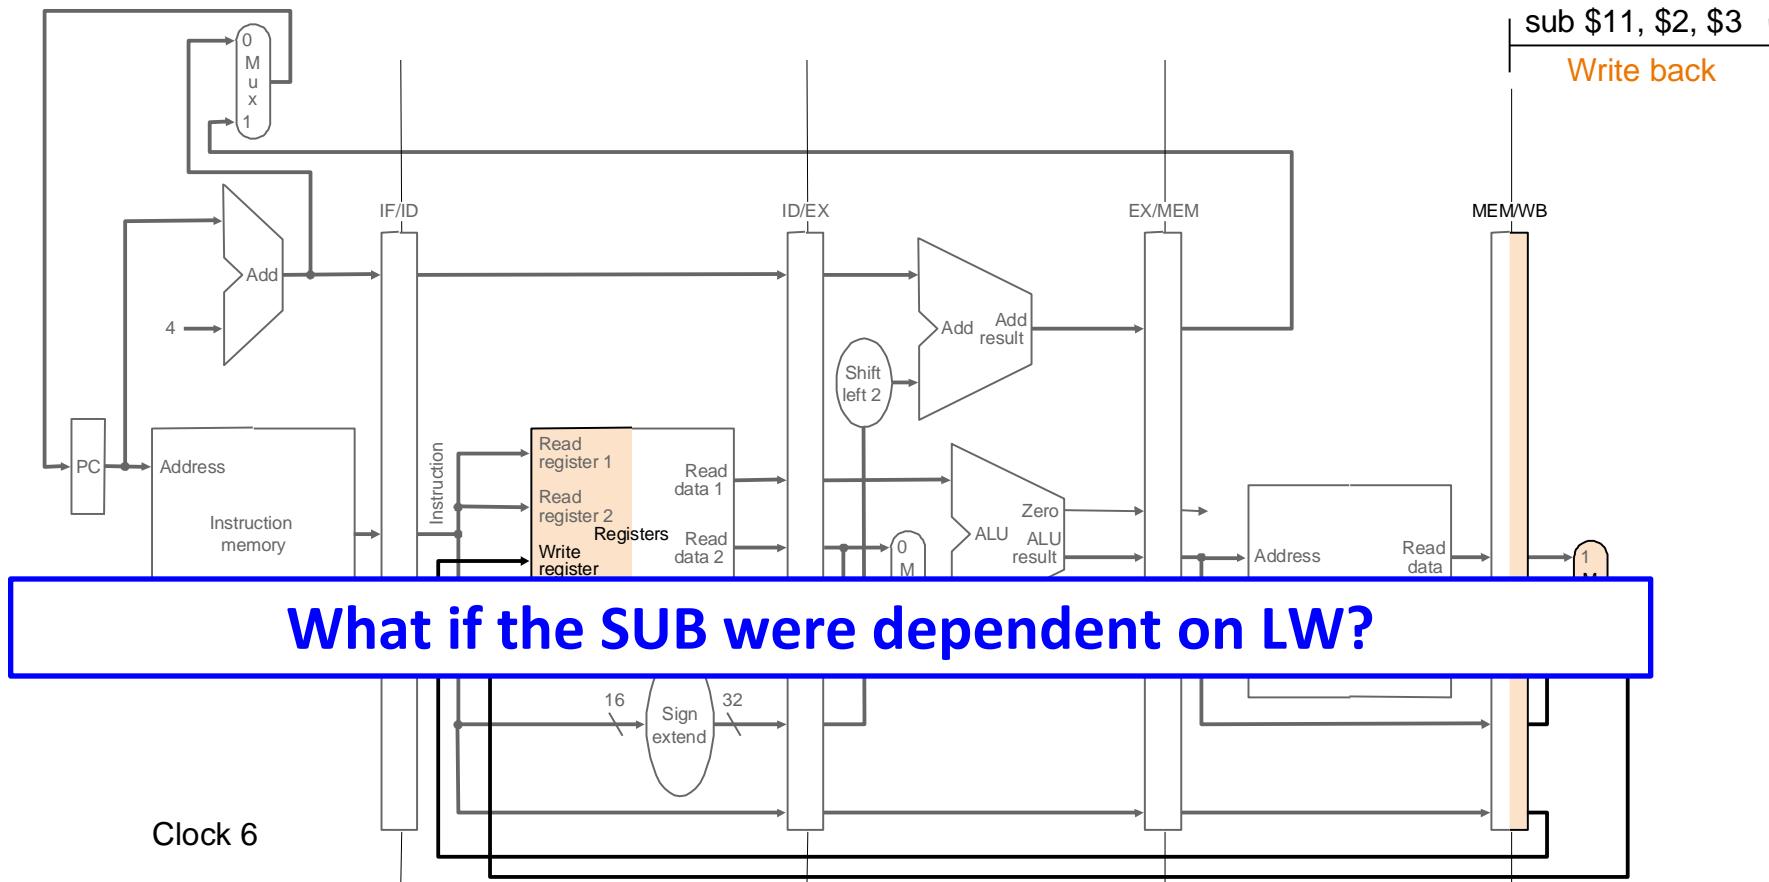 sub $11, $2, $3
Write back
0
M
u
x
1
IF/ID
ID/EX
EX/MEM
MEM/WB
Add
4
Add
Add
result
Shift
left 2
PC
Address
Instruction
memory
Instruction
Read
register 1
Read
register 2
Write
register
Registers
Read
data 1
Read
data 2
0
M
Zero
ALU
ALU
result
Address
Read
data
1
What if the SUB were dependent on LW?
16
Sign
extend
32
Clock 6